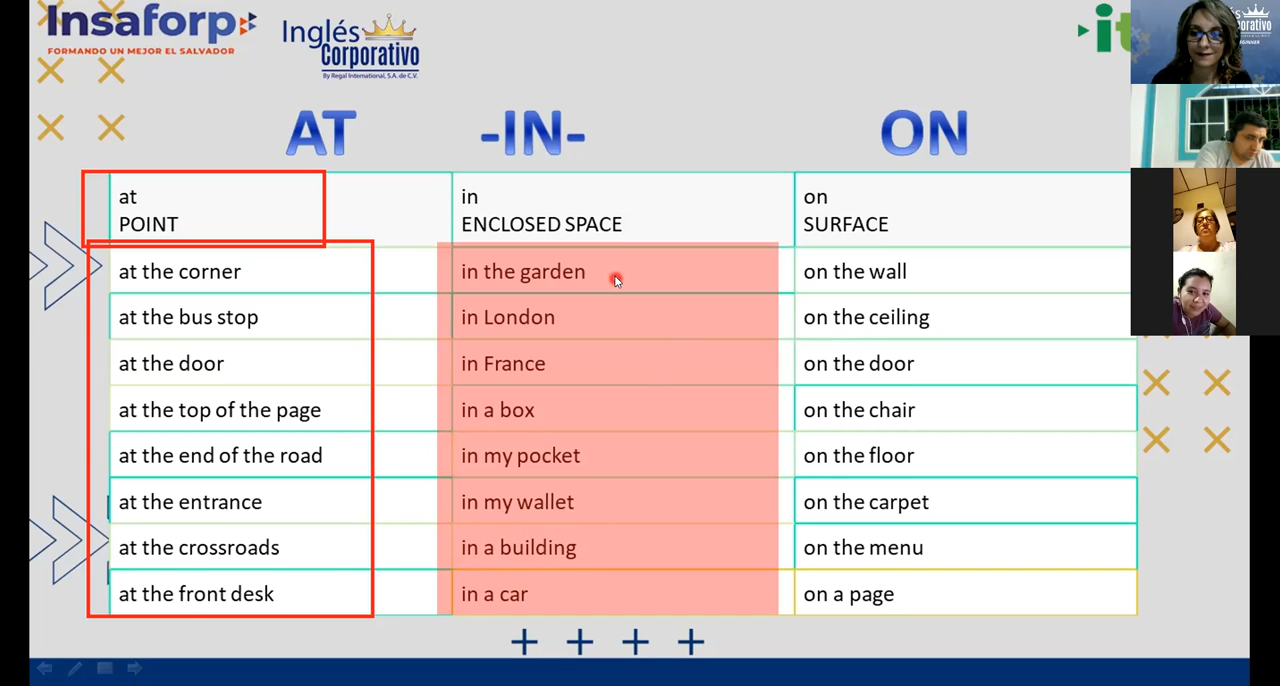 Insaforp
FORMANDO UN MEJOR EL SALVADOR
Inglés
Corporativo
By Regal International, S.A. de C.V.
AT -IN- ON
at in on
POINT ENCLOSED SPACE SURFACE
at the corner in the garden on the wall
at the bus stop in London on the ceiling
at the door in France on the door
at the top of the page in a box on the chair
at the end of the road in my pocket on the floor
at the entrance in my wallet on the carpet
at the crossroads in a building on the menu
at the front desk in a car on a page